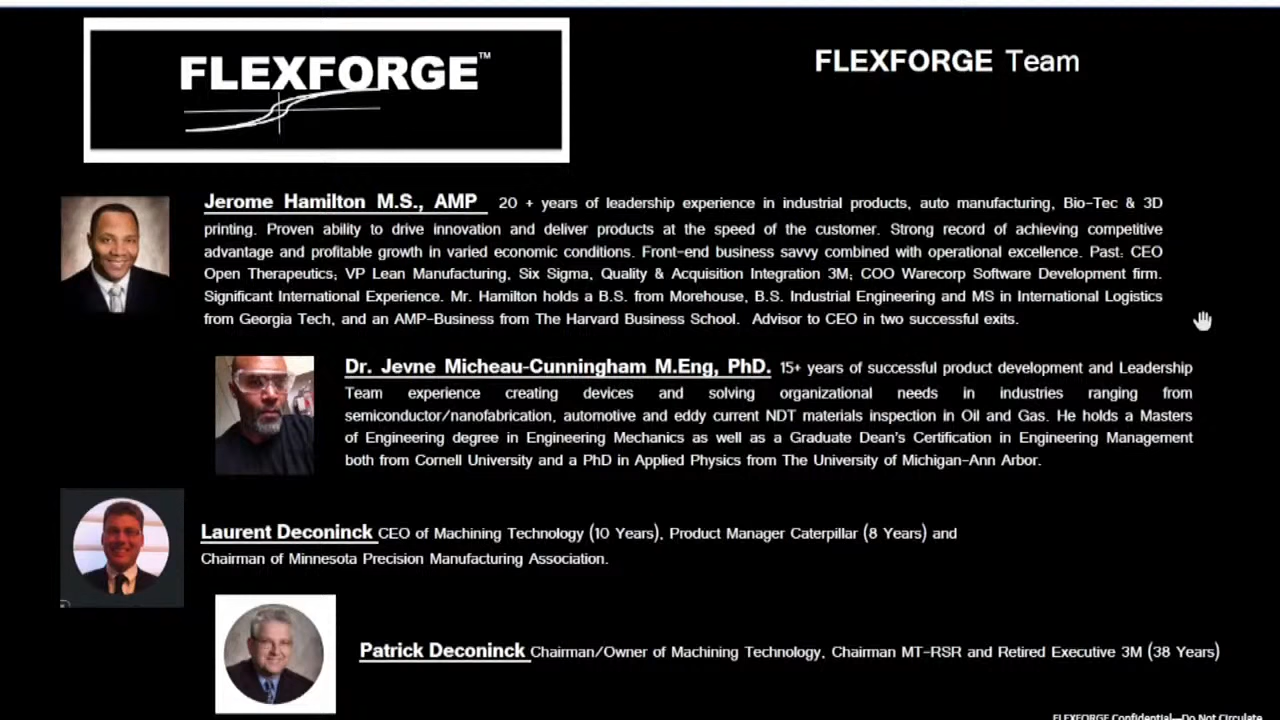 FLEXFORGE™
FLEXFORGE Team
Jerome Hamilton M.S., AMP 20 + years of leadership experience in industrial products, auto manufacturing, Bio-Tec & 3D
printing. Proven ability to drive innovation and deliver products at the speed of the customer. Strong record of achieving competitive
advantage and profitable growth in varied economic conditions. Front-end business savvy combined with operational excellence. Past: CEO
Open Therapeutics; VP Lean Manufacturing, Six Sigma, Quality & Acquisition Integration 3M; COO Warecorp Software Development firm.
Significant International Experience. Mr. Hamilton holds a B.S. from Morehouse, B.S. Industrial Engineering and MS in International Logistics
from Georgia Tech, and an AMP-Business from The Harvard Business School. Advisor to CEO in two successful exits.
Dr. Jevne Micheau-Cunningham M.Eng, PhD. 15+ years of successful product development and Leadership
Team experience creating devices and solving organizational needs in industries ranging from
semiconductor/nanofabrication, automotive and eddy current NDT materials inspection in Oil and Gas. He holds a Masters
of Engineering degree in Engineering Mechanics as well as a Graduate Dean's Certification in Engineering Management
both from Cornell University and a PhD in Applied Physics from The University of Michigan-Ann Arbor.
Laurent Deconinck CEO of Machining Technology (10 Years), Product Manager Caterpillar (8 Years) and
Chairman of Minnesota Precision Manufacturing Association.
Patrick Deconinck Chairman/Owner of Machining Technology, Chairman MT-RSR and Retired Executive 3M (38 Years)
FLEXFORGE Confidential—Do Not Circulate